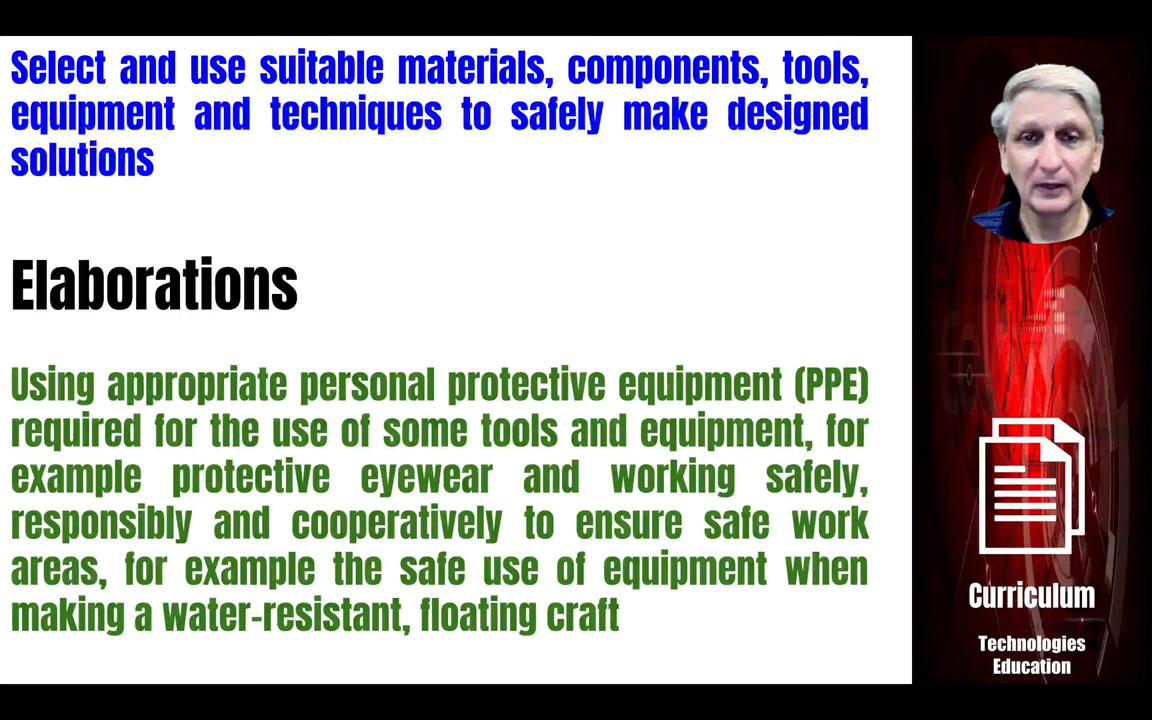 Select and use suitable materials, components, tools,
equipment and techniques to safely make designed
solutions
Elaborations
Using appropriate personal protective equipment (PPE)
required for the use of some tools and equipment, for
example protective eyewear and working safely,
responsibly and cooperatively to ensure safe work
areas, for example the safe use of equipment when
making a water-resistant, floating craft
Curriculum
Technologies
Education